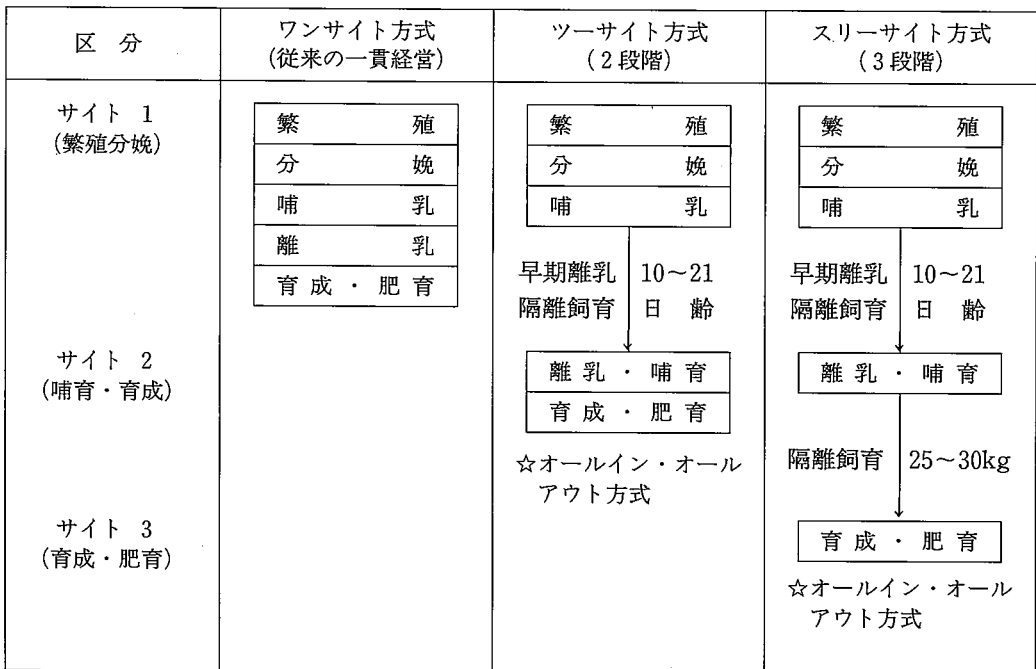 区 分
ワンサイト方式
(従来の一貫経営)
ツーサイト方式
(2段階)
スリーサイト方式
(3段階)
サイト 1
(繁殖分娩)
繁 殖
分 娩
哺 乳
離 乳
育成・肥育
繁 殖
分 娩
哺 乳
早期離乳 10~21
隔離飼育 日 齢
繁 殖
分 娩
哺 乳
早期離乳 10~21
隔離飼育 日 齢
サイト 2
(哺育・育成)
離乳・哺育
育成・肥育
☆オールイン・オール
アウト方式
離乳・哺育
隔離飼育 25~30kg
サイト 3
(育成・肥育)
育成・肥育
☆オールイン・オール
アウト方式